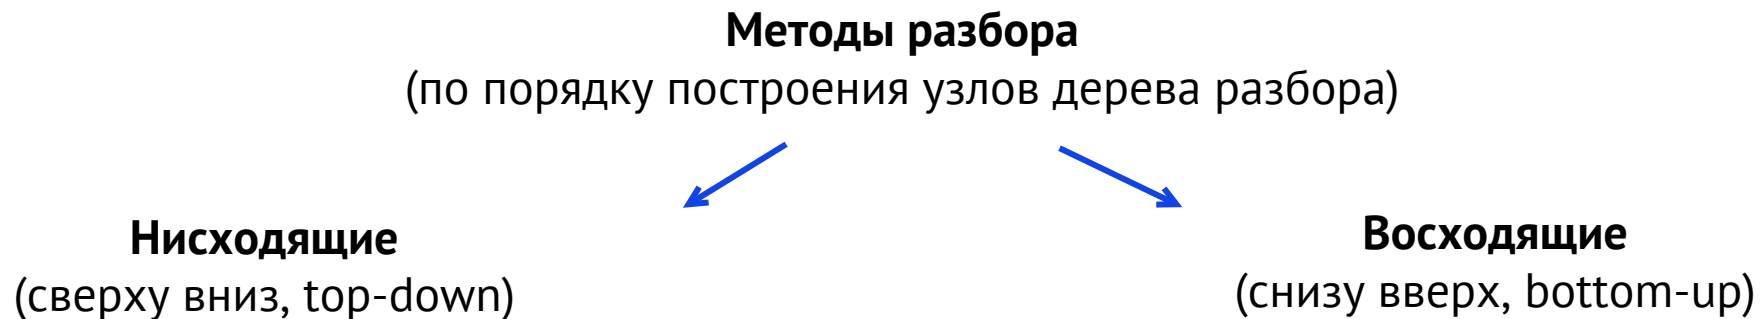 Методы разбора
(по порядку построения узлов дерева разбора)
Нисходящие
(сверху вниз, top-down)
Восходящие
(снизу вверх, bottom-up)